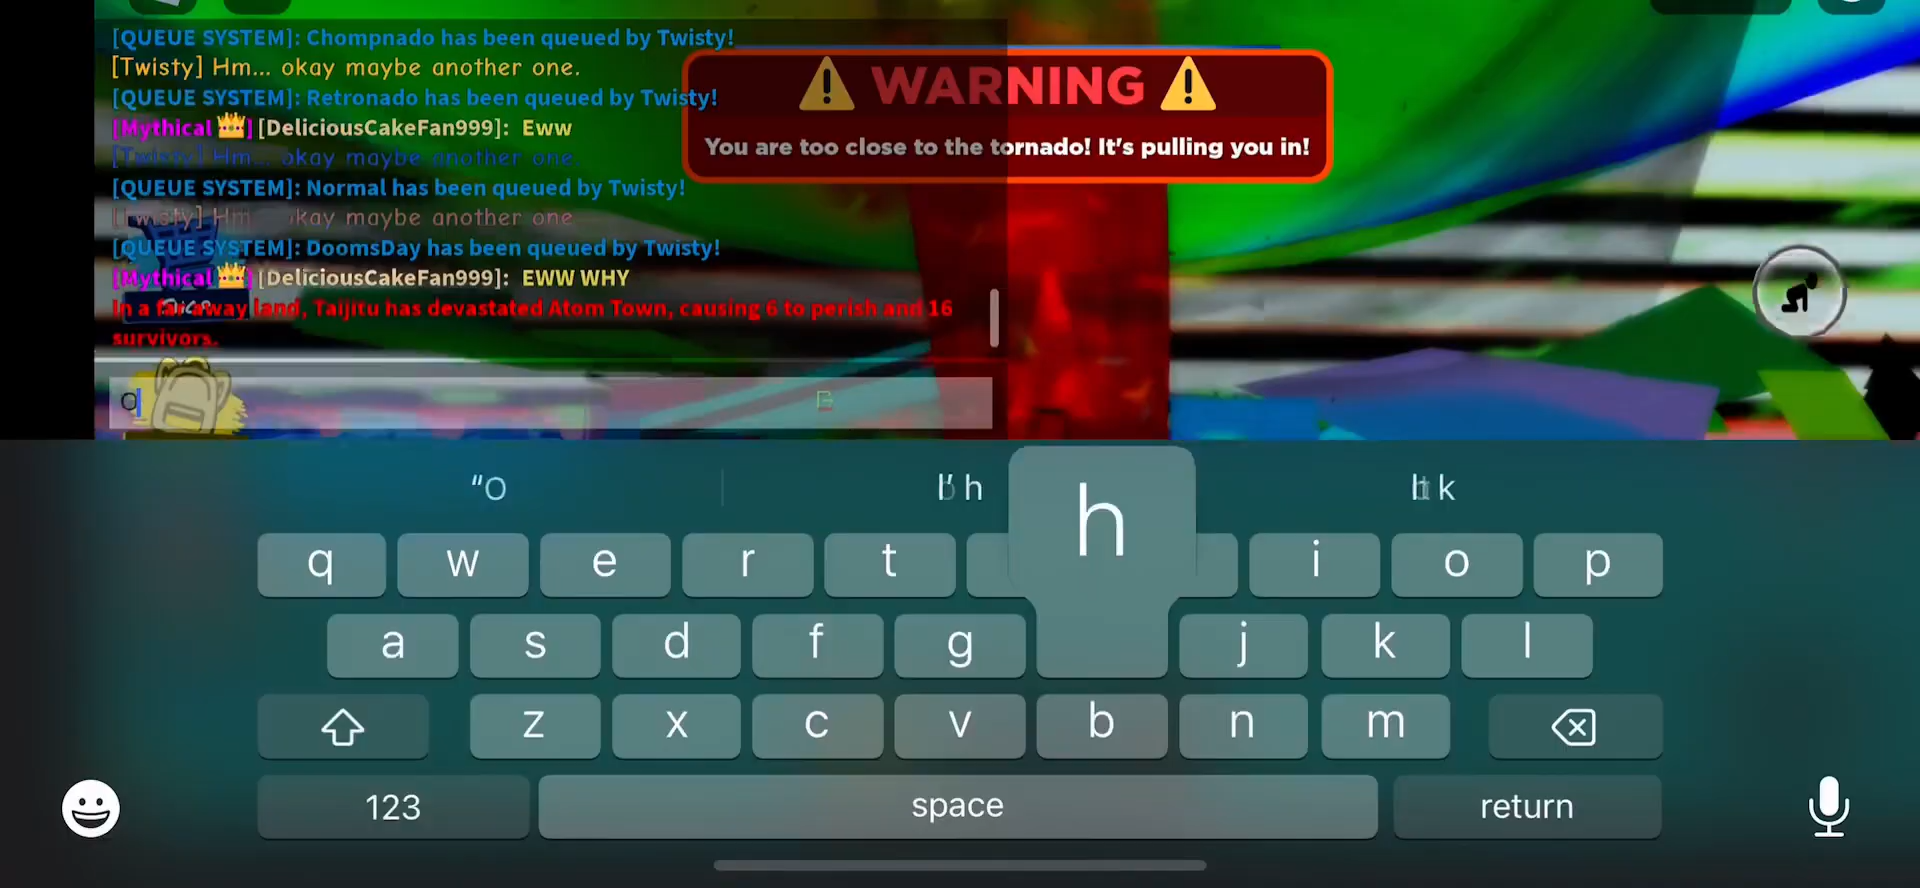 [QUEUE SYSTEM]: Chompnado has been queued by Twisty!
[Twisty] Hm... okay maybe another one.
[QUEUE SYSTEM]: Retronado has been queued by Twisty!
[Mythical 👑] [DeliciousCakeFan999]: Eww
[Twisty] Hm... okay maybe another one.
[QUEUE SYSTEM]: Normal has been queued by Twisty!
[Twisty] Hm... okay maybe another one.
[QUEUE SYSTEM]: DoomsDay has been queued by Twisty!
[Mythical 👑] [DeliciousCakeFan999]: EWW WHY
In a far away land, Taijitu has devastated Atom Town, causing 6 to perish and 16
survivors.
⚠️ WARNING ⚠️
You are too close to the tornado! It's pulling you in!
o
“O
h
k
h
q w e r t i o p
a s d f g j k l
z x c v b n m
123 space return